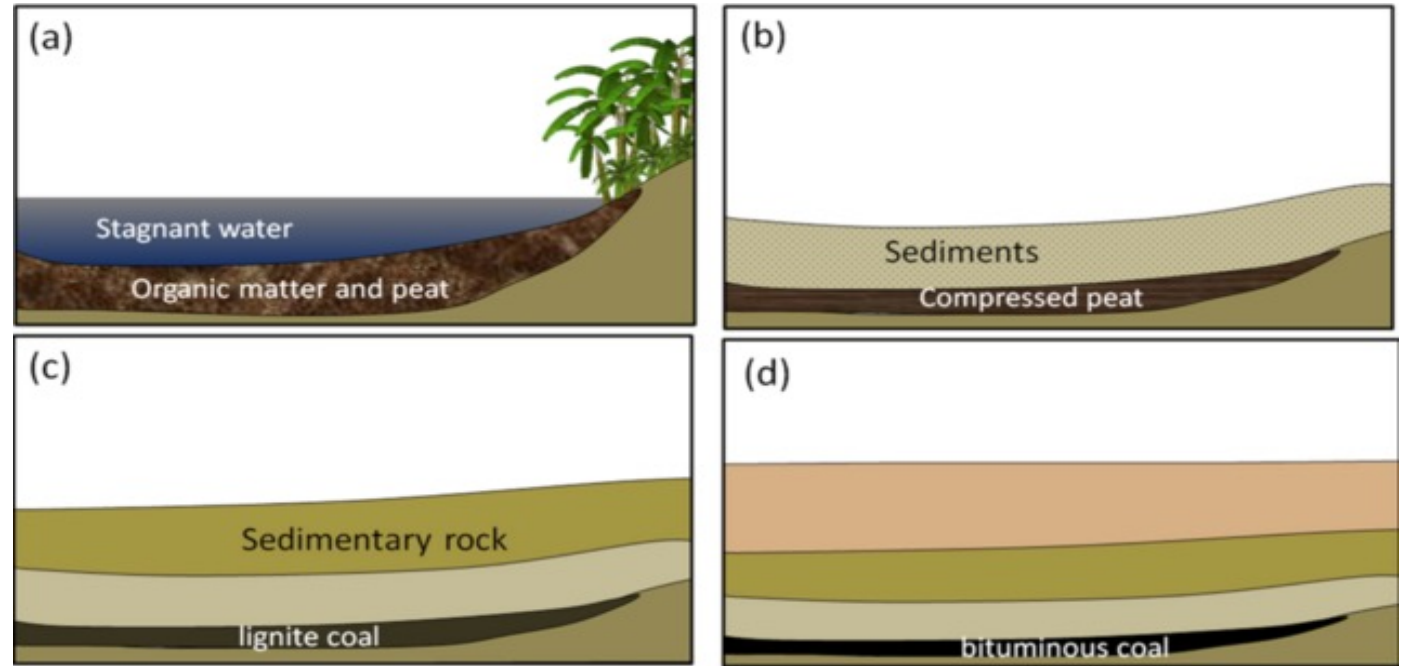 (a)
Stagnant water
Organic matter and peat
(b)
Sediments
Compressed peat
(c)
Sedimentary rock
lignite coal
(d)
bituminous coal